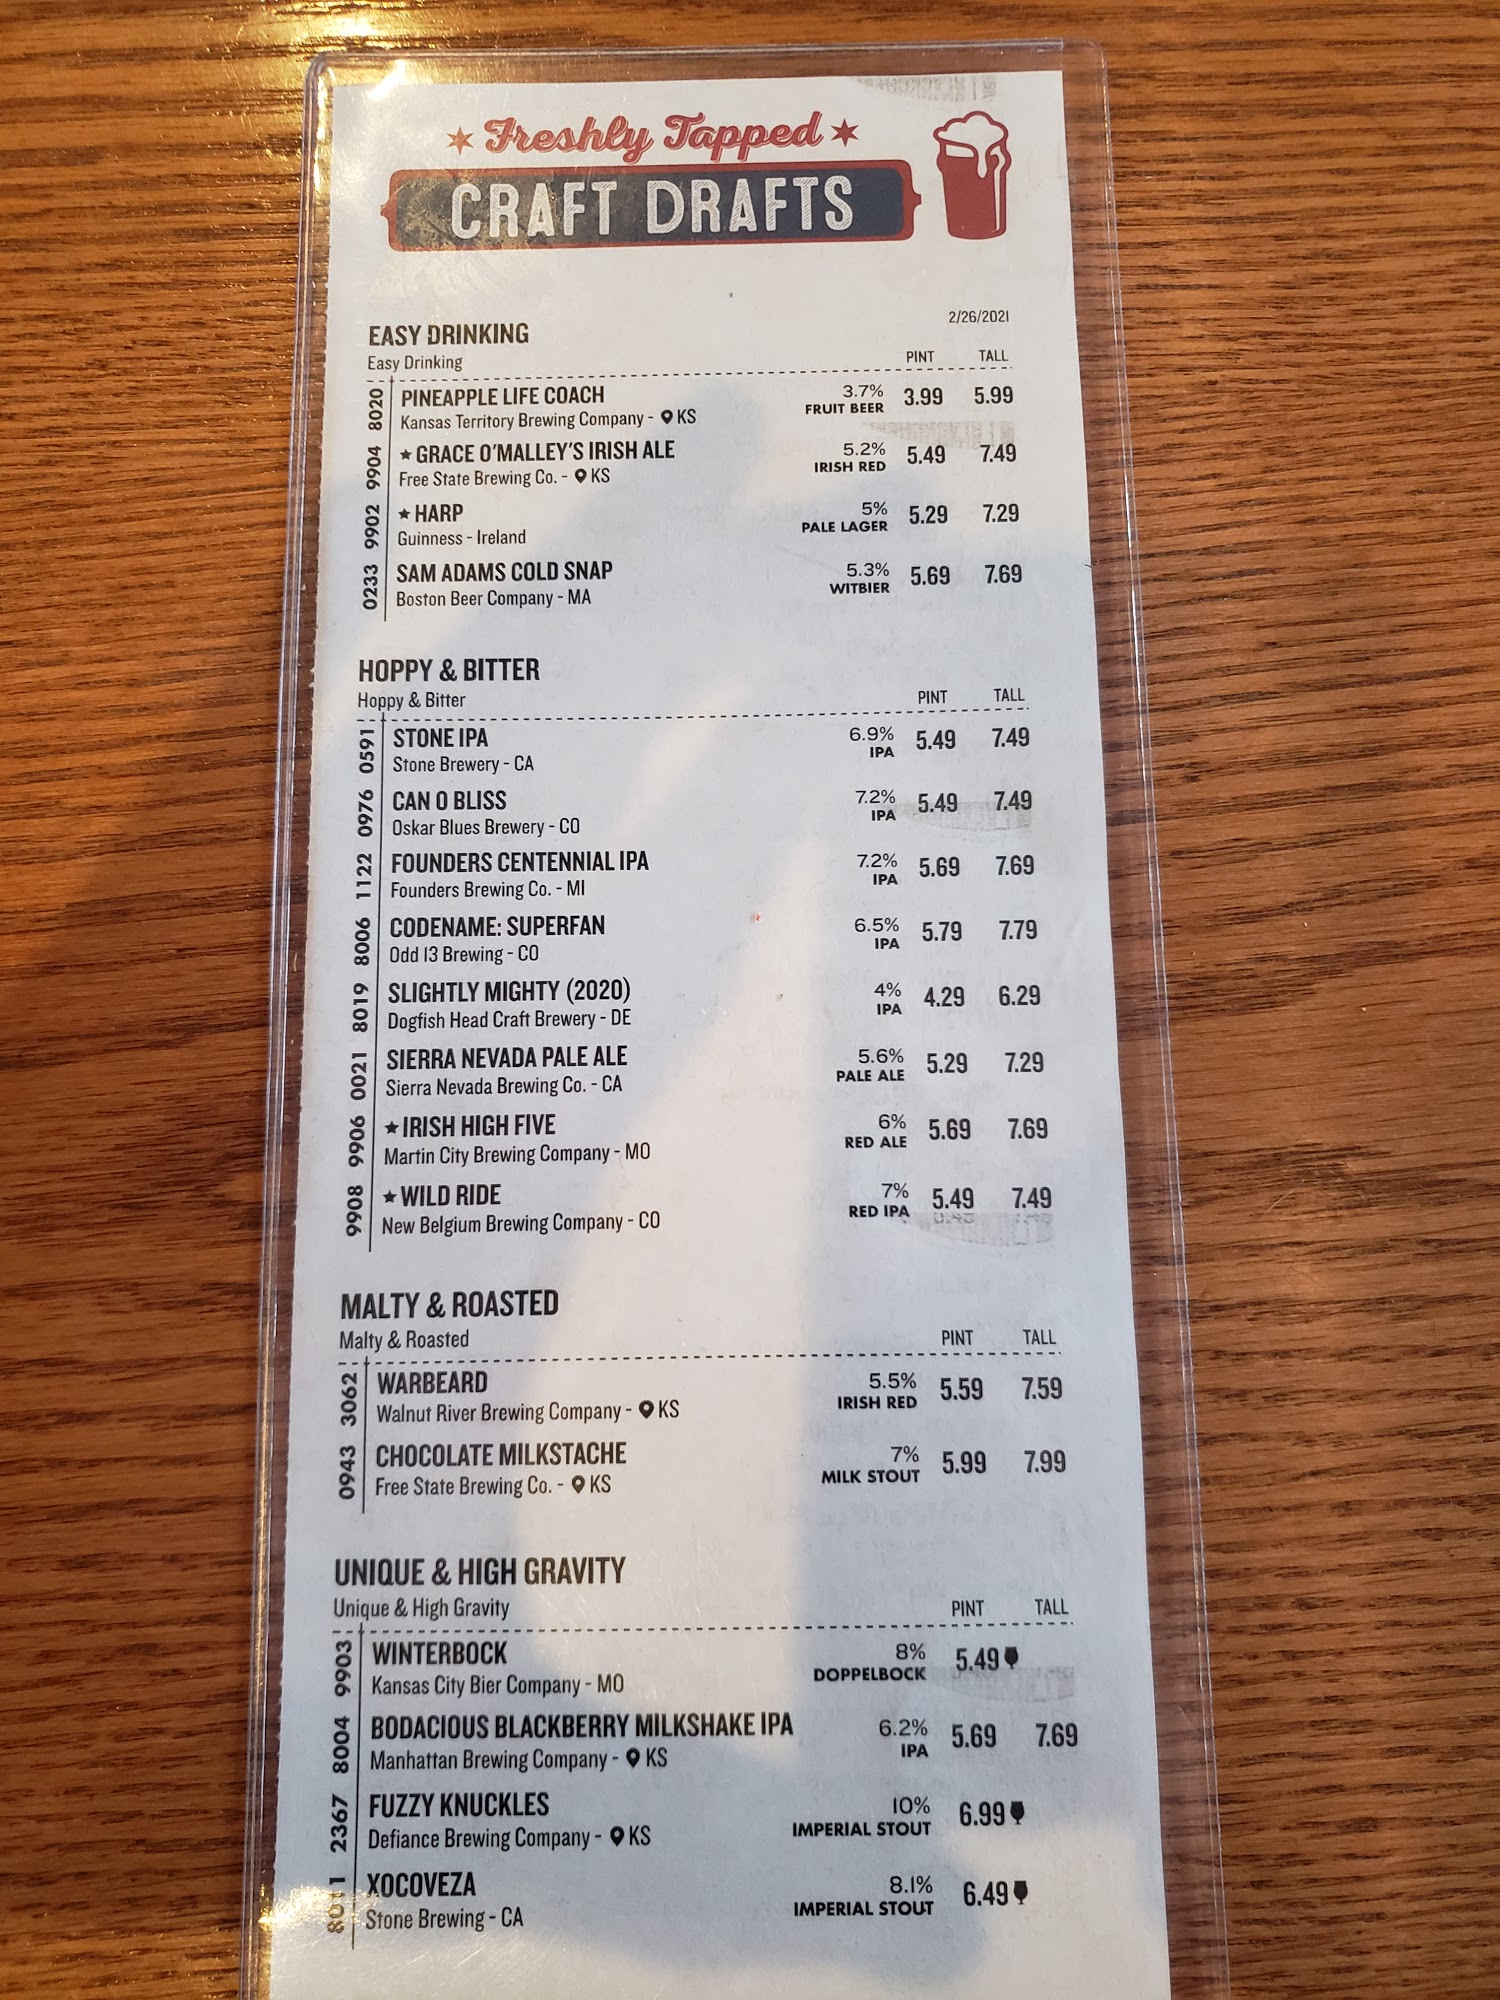 Freshly Tapped
CRAFT DRAFTS
2/26/2021
EASY DRINKING
Easy Drinking PINT TALL
8020 PINEAPPLE LIFE COACH 3.7% 3.99 5.99
Kansas Territory Brewing Company - KS FRUIT BEER
9904 ★ GRACE O'MALLEY'S IRISH ALE 5.2% 5.49 7.49
Free State Brewing Co. - KS IRISH RED
9902 ★ HARP 5% 5.29 7.29
Guinness - Ireland PALE LAGER
0233 SAM ADAMS COLD SNAP 5.3% 5.69 7.69
Boston Beer Company - MA WITBIER
HOPPY & BITTER
Hoppy & Bitter PINT TALL
0591 STONE IPA 6.9% 5.49 7.49
Stone Brewery - CA IPA
0976 CAN O BLISS 7.2% 5.49 7.49
Oskar Blues Brewery - CO IPA
1122 FOUNDERS CENTENNIAL IPA 7.2% 5.69 7.69
Founders Brewing Co. - MI IPA
8006 CODENAME: SUPERFAN 6.5% 5.79 7.79
Odd 13 Brewing - CO IPA
8019 SLIGHTLY MIGHTY (2020) 4% 4.29 6.29
Dogfish Head Craft Brewery - DE IPA
0021 SIERRA NEVADA PALE ALE 5.6% 5.29 7.29
Sierra Nevada Brewing Co. - CA PALE ALE
9906 ★ IRISH HIGH FIVE 6% 5.69 7.69
Martin City Brewing Company - MO RED ALE
9908 ★ WILD RIDE 7% 5.49 7.49
New Belgium Brewing Company - CO RED IPA
MALTY & ROASTED
Malty & Roasted PINT TALL
3062 WARBEARD 5.5% 5.59 7.59
Walnut River Brewing Company - KS IRISH RED
0943 CHOCOLATE MILKSTACHE 7% 5.99 7.99
Free State Brewing Co. - KS MILK STOUT
UNIQUE & HIGH GRAVITY
Unique & High Gravity PINT TALL
9903 WINTERBOCK 8% 5.49
Kansas City Bier Company - MO DOPPELBOCK
8004 BODACIOUS BLACKBERRY MILKSHAKE IPA 6.2% 5.69 7.69
Manhattan Brewing Company - KS IPA
2367 FUZZY KNUCKLES 10% 6.99
Defiance Brewing Company - KS IMPERIAL STOUT
XOCOVEZA 8.1% 6.49
Stone Brewing - CA IMPERIAL STOUT